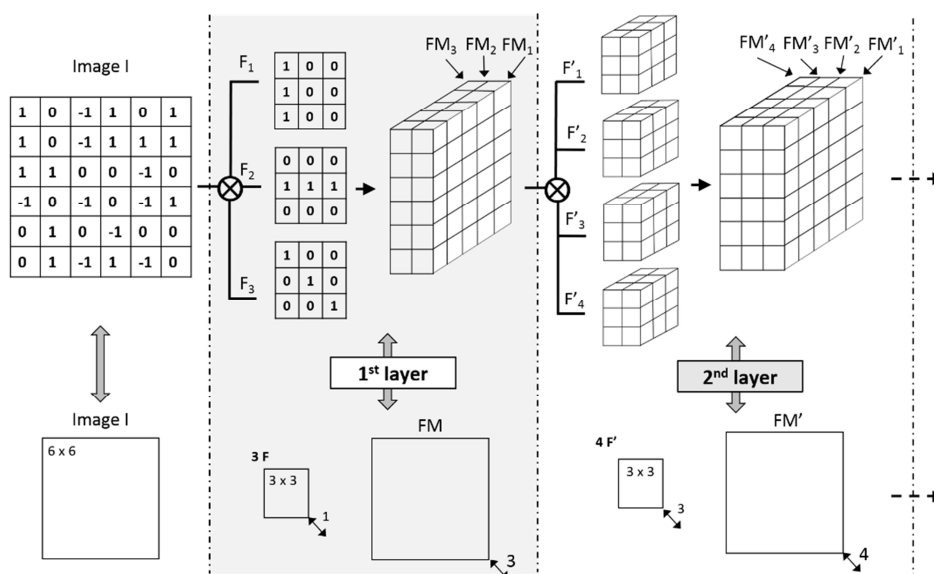 Image I
1 0 -1 1 0 1
1 0 -1 1 1 1
1 1 0 0 -1 0
-1 0 -1 0 -1 1
0 1 0 -1 0 0
0 1 -1 1 -1 0
F1
1 0 0
1 0 0
1 0 0
F2
0 0 0
1 1 1
0 0 0
F3
1 0 0
0 1 0
0 0 1
FM3 FM2 FM1
F'1
F'2
F'3
F'4
FM'4 FM'3 FM'2 FM'1
1st layer
2nd layer
Image I
6 x 6
3 F
3 x 3
1
FM
3
4 F'
3 x 3
3
FM'
4